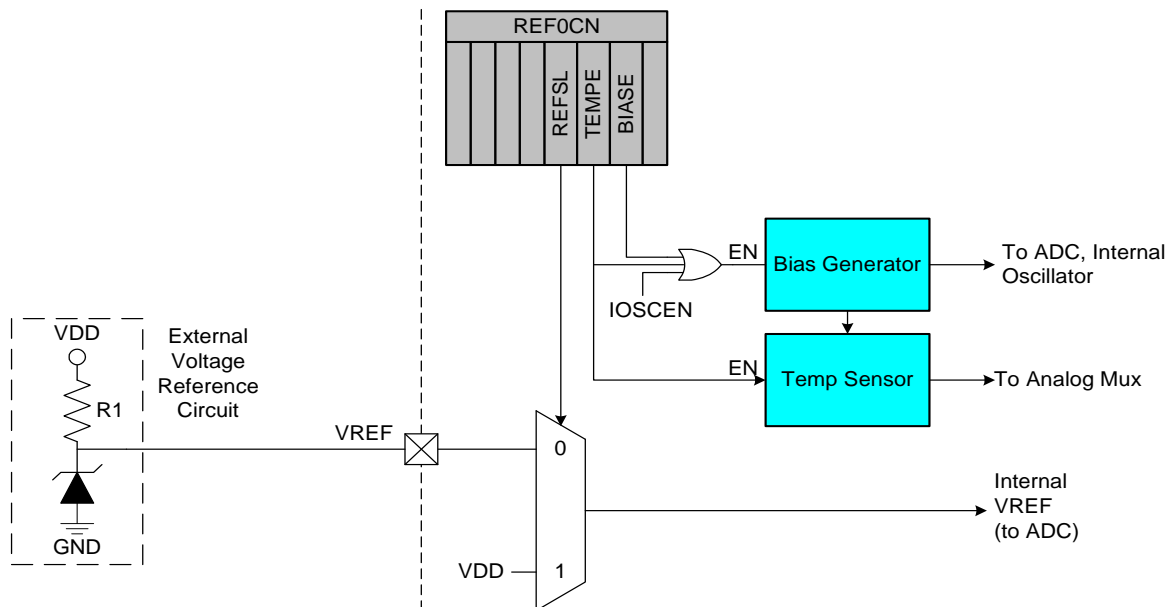 REF0CN
REFSL
TEMPE
BIASE
EN
Bias Generator
To ADC, Internal
Oscillator
IOSCEN
VDD
External
Voltage
Reference
Circuit
R1
EN
Temp Sensor
To Analog Mux
VREF
0
GND
Internal
VREF
(to ADC)
VDD
1